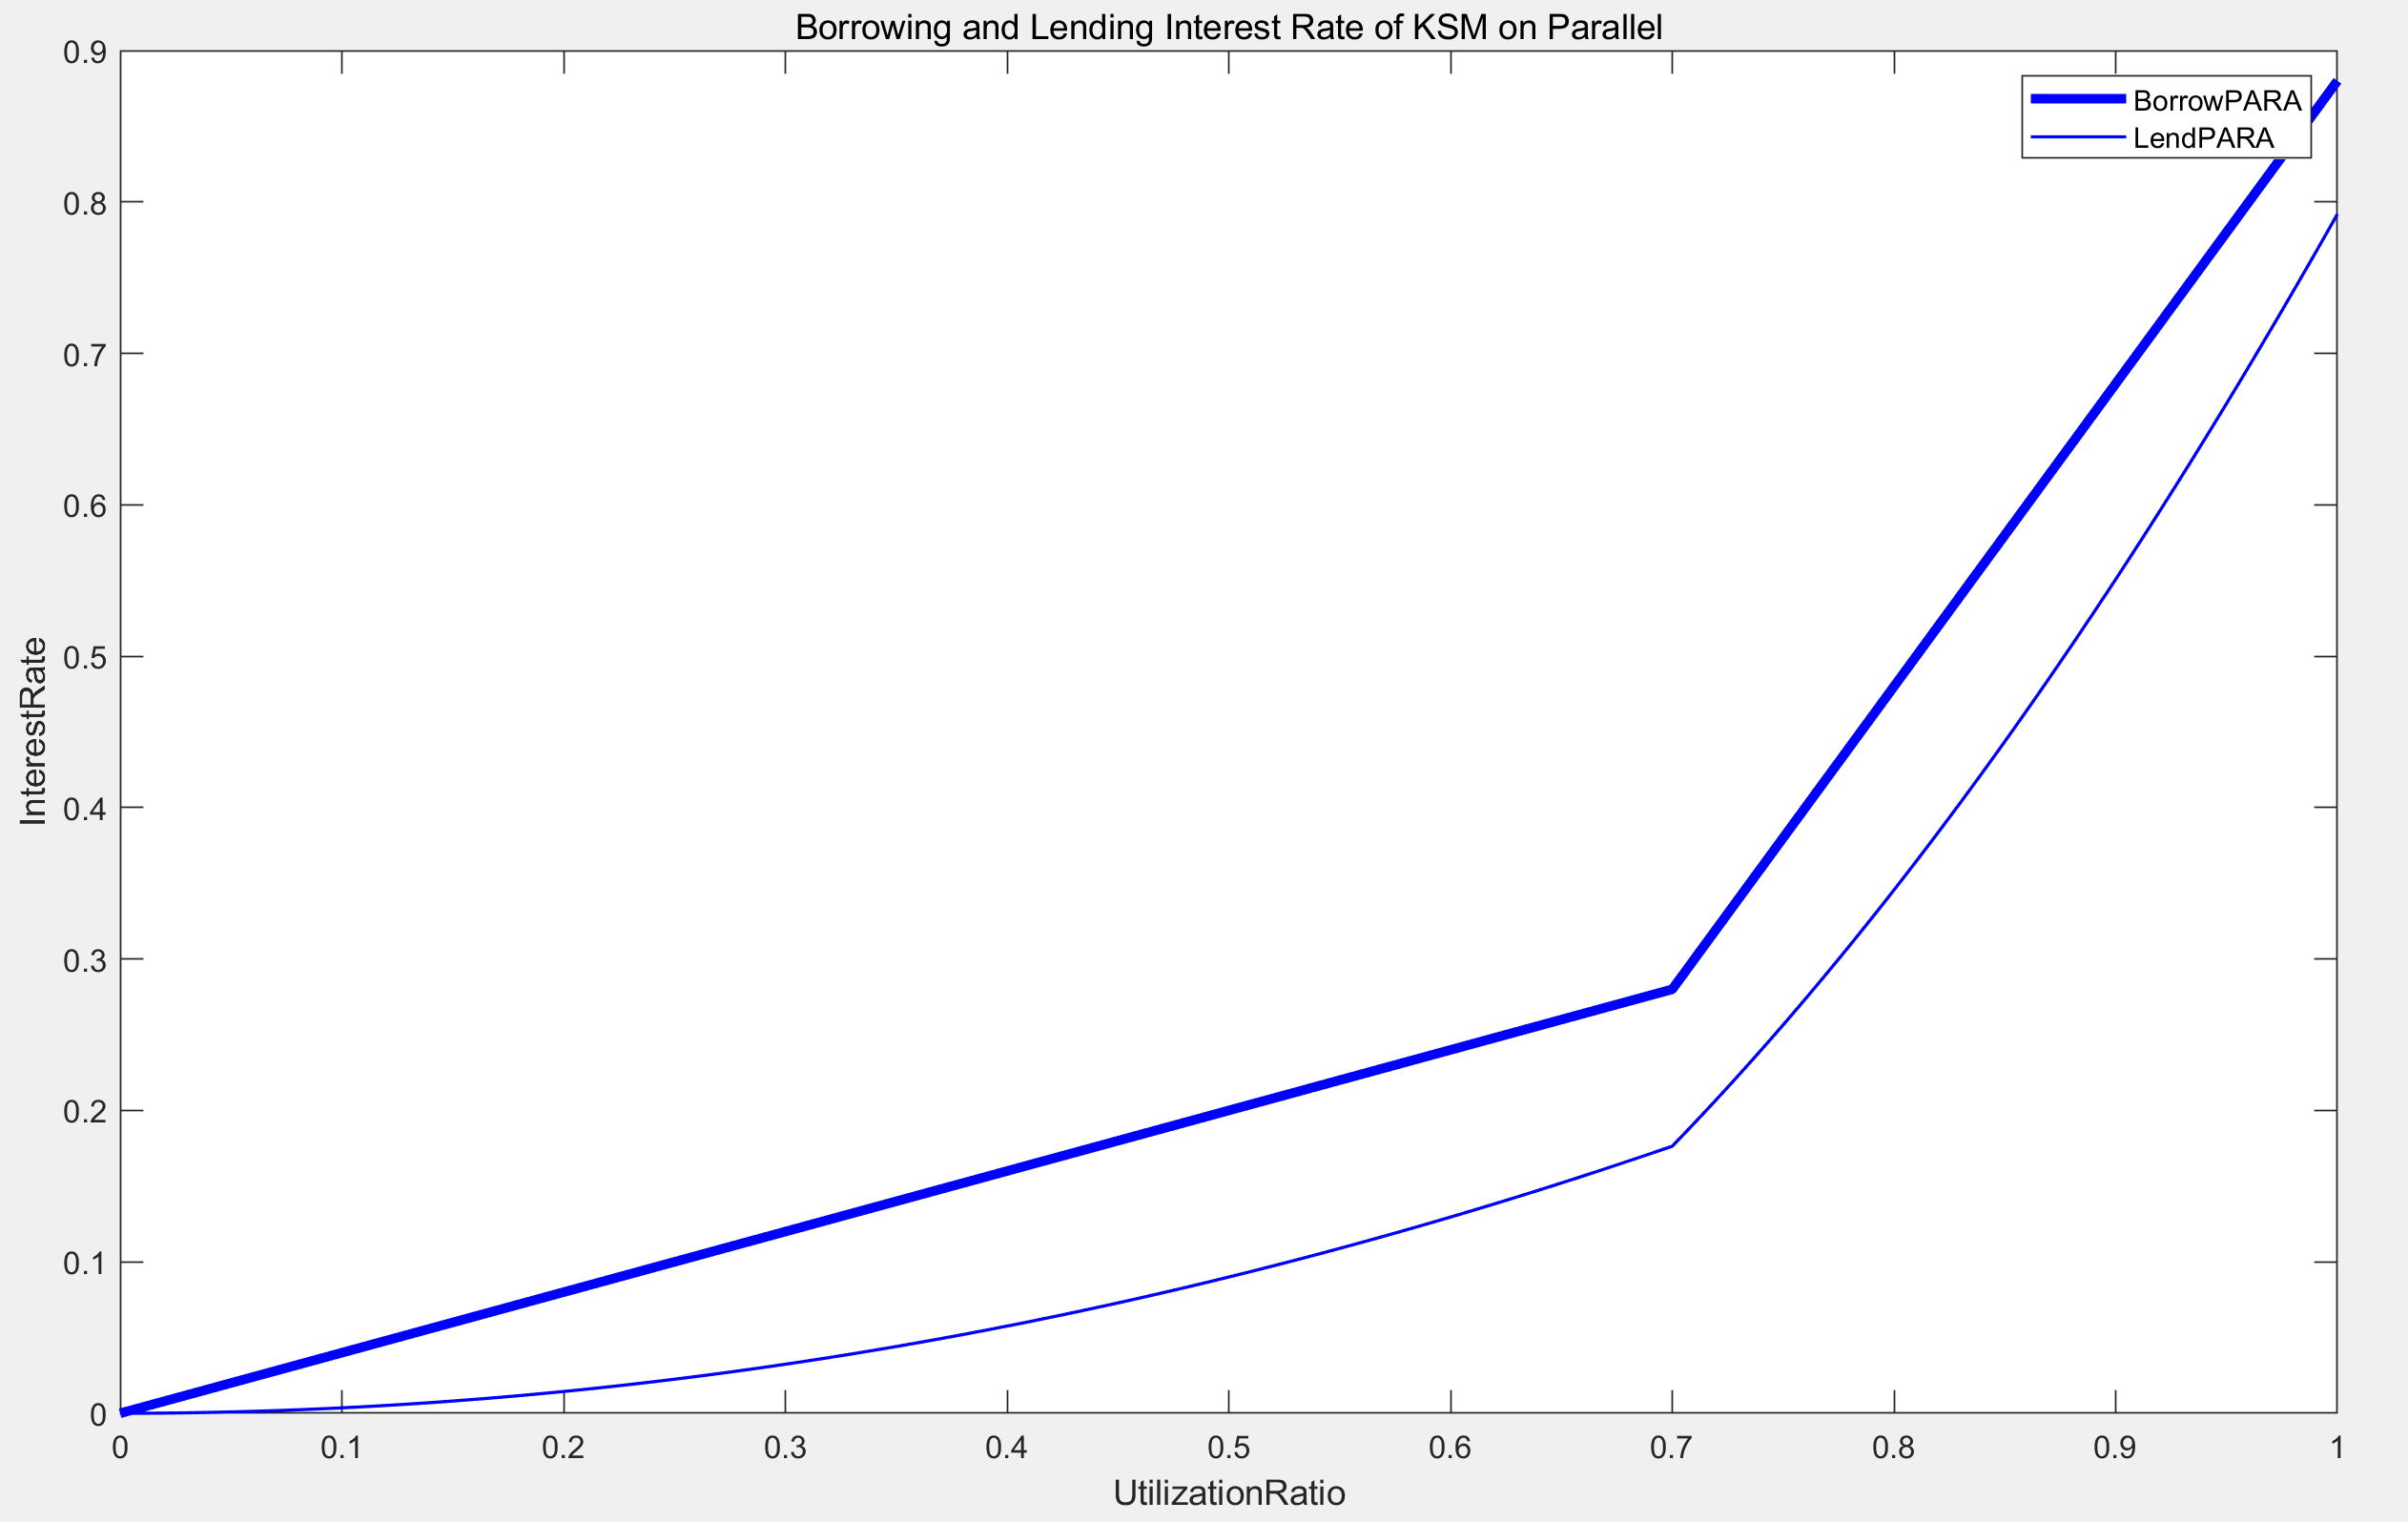 Borrowing and Lending Interest Rate of KSM on Parallel
0.9
0.8
0.7
0.6
0.5
0.4
0.3
0.2
0.1
0
InterestRate
BorrowPARA
LendPARA
0 0.1 0.2 0.3 0.4 0.5 0.6 0.7 0.8 0.9 1
UtilizationRatio